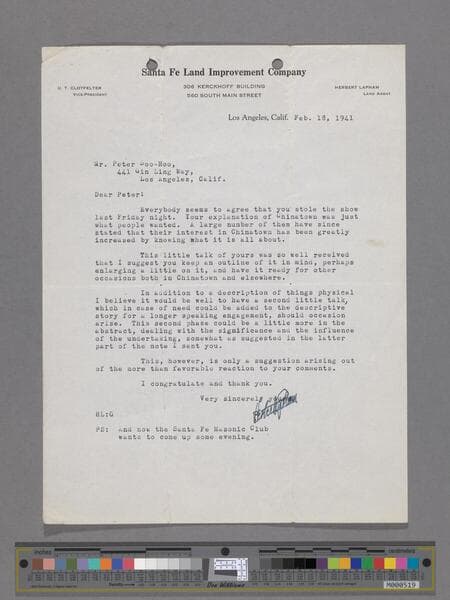 Santa Fe Land Improvement Company
306 KERCKHOFF BUILDING
560 SOUTH MAIN STREET
U. T. CLOTFELTER
Vice-President
HERBERT LAPHAM
Land Agent
Los Angeles, Calif. Feb. 18, 1941
Mr. Peter Soo-Hoo,
441 Gin Ling Way,
Los Angeles, Calif.
Dear Peter:
Everybody seems to agree that you stole the show
last Friday night. Your explanation of Chinatown was just
what people wanted. A large number of them have since
stated that their interest in Chinatown has been greatly
increased by knowing what it is all about.
This little talk of yours was so well received
that I suggest you keep an outline of it in mind, perhaps
enlarging a little on it, and have it ready for other
occasions both in Chinatown and elsewhere.
In addition to a description of things physical
I believe it would be well to have a second little talk,
which in case of need could be added to the descriptive
story for a longer speaking engagement, should occasion
arise. This second phase could be a little more in the
abstract, dealing with the significance and the influence
of the undertaking, somewhat as suggested in the latter
part of the note I sent you.
This, however, is only a suggestion arising out
of the more than favorable reaction to your comments.
I congratulate and thank you.
Very sincerely
HL:G
PS: And now the Santa Fe Masonic Club
wants to come up some evening.
inches
centimeters
Don Williams
M000519